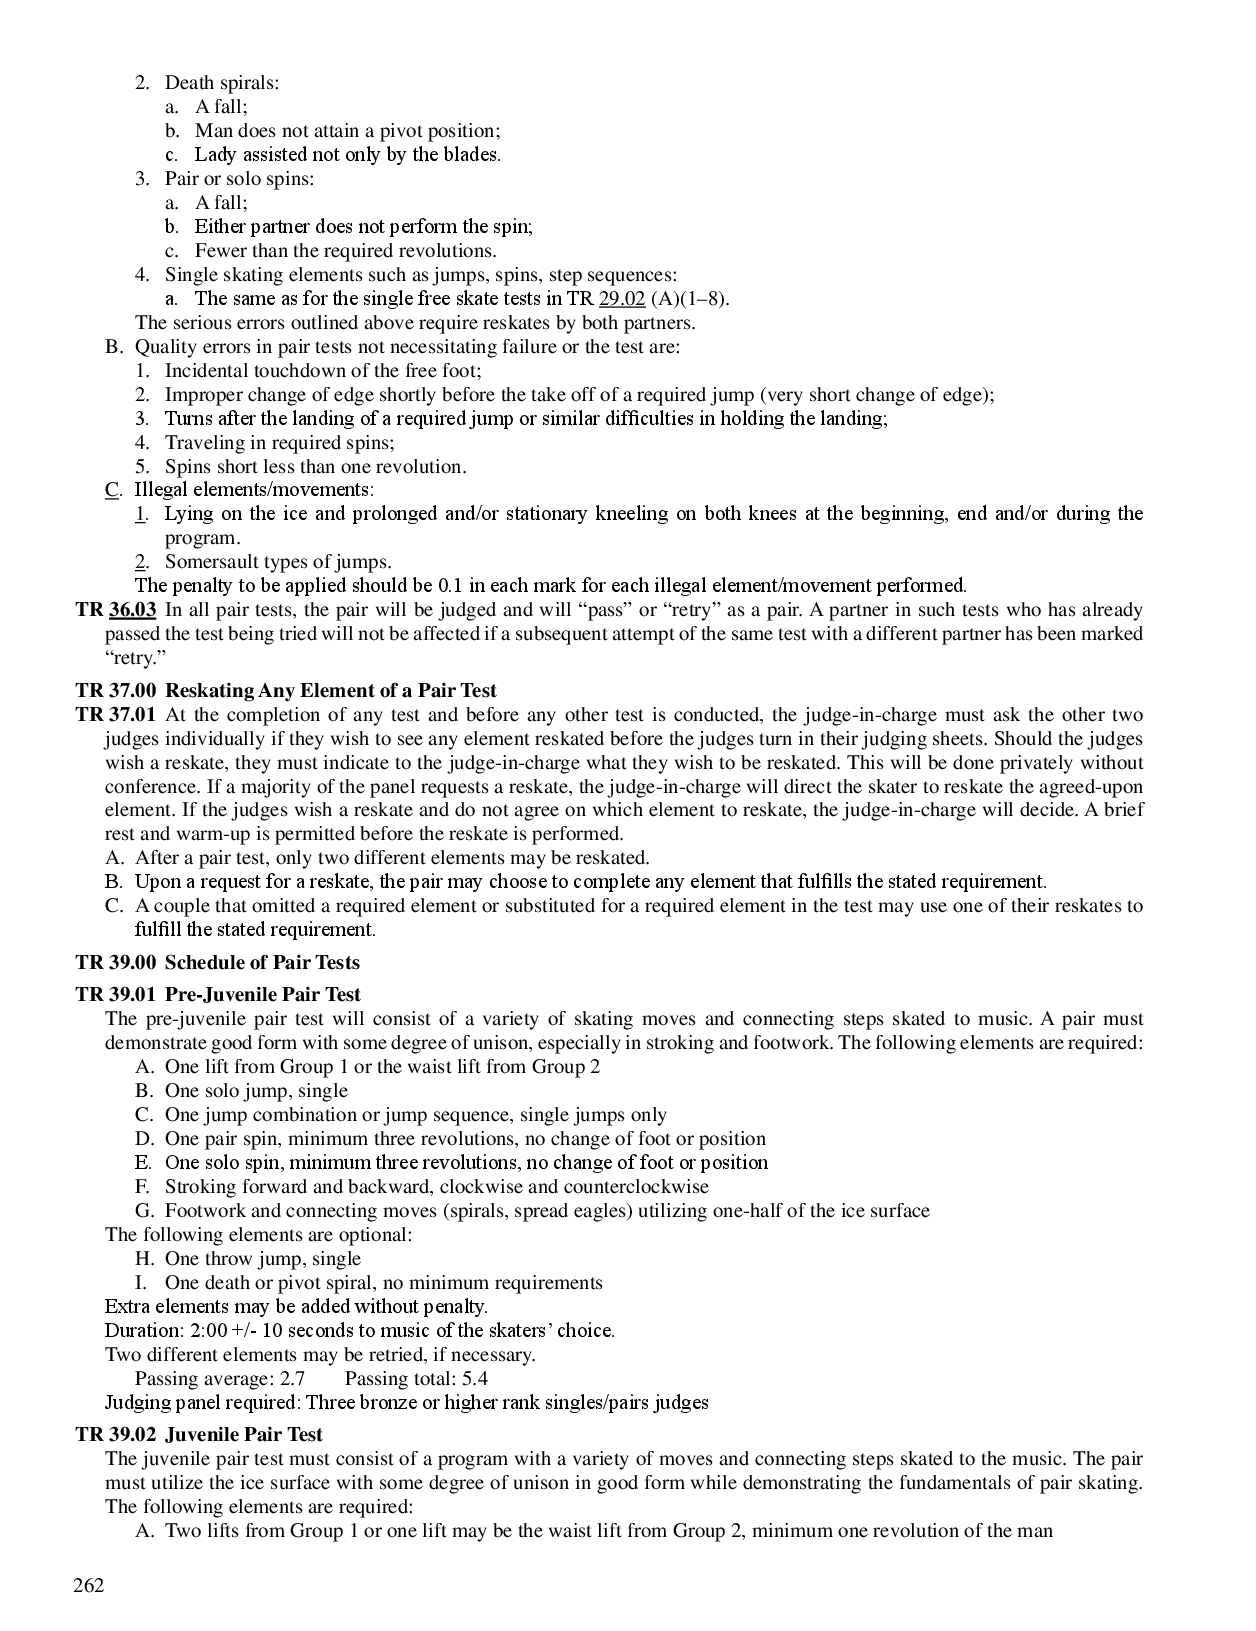 2. Death spirals:
a. A fall;
b. Man does not attain a pivot position;
c. Lady assisted not only by the blades.
3. Pair or solo spins:
a. A fall;
b. Either partner does not perform the spin;
c. Fewer than the required revolutions.
4. Single skating elements such as jumps, spins, step sequences:
a. The same as for the single free skate tests in TR 29.02 (A)(1–8).
The serious errors outlined above require reskates by both partners.
B. Quality errors in pair tests not necessitating failure or the test are:
1. Incidental touchdown of the free foot;
2. Improper change of edge shortly before the take off of a required jump (very short change of edge);
3. Turns after the landing of a required jump or similar difficulties in holding the landing;
4. Traveling in required spins;
5. Spins short less than one revolution.
C. Illegal elements/movements:
1. Lying on the ice and prolonged and/or stationary kneeling on both knees at the beginning, end and/or during the
program.
2. Somersault types of jumps.
The penalty to be applied should be 0.1 in each mark for each illegal element/movement performed.
TR 36.03 In all pair tests, the pair will be judged and will “pass” or “retry” as a pair. A partner in such tests who has already
passed the test being tried will not be affected if a subsequent attempt of the same test with a different partner has been marked
“retry.”
TR 37.00 Reskating Any Element of a Pair Test
TR 37.01 At the completion of any test and before any other test is conducted, the judge-in-charge must ask the other two
judges individually if they wish to see any element reskated before the judges turn in their judging sheets. Should the judges
wish a reskate, they must indicate to the judge-in-charge what they wish to be reskated. This will be done privately without
conference. If a majority of the panel requests a reskate, the judge-in-charge will direct the skater to reskate the agreed-upon
element. If the judges wish a reskate and do not agree on which element to reskate, the judge-in-charge will decide. A brief
rest and warm-up is permitted before the reskate is performed.
A. After a pair test, only two different elements may be reskated.
B. Upon a request for a reskate, the pair may choose to complete any element that fulfills the stated requirement.
C. A couple that omitted a required element or substituted for a required element in the test may use one of their reskates to
fulfill the stated requirement.
TR 39.00 Schedule of Pair Tests
TR 39.01 Pre-Juvenile Pair Test
The pre-juvenile pair test will consist of a variety of skating moves and connecting steps skated to music. A pair must
demonstrate good form with some degree of unison, especially in stroking and footwork. The following elements are required:
A. One lift from Group 1 or the waist lift from Group 2
B. One solo jump, single
C. One jump combination or jump sequence, single jumps only
D. One pair spin, minimum three revolutions, no change of foot or position
E. One solo spin, minimum three revolutions, no change of foot or position
F. Stroking forward and backward, clockwise and counterclockwise
G. Footwork and connecting moves (spirals, spread eagles) utilizing one-half of the ice surface
The following elements are optional:
H. One throw jump, single
I. One death or pivot spiral, no minimum requirements
Extra elements may be added without penalty.
Duration: 2:00 +/- 10 seconds to music of the skaters’ choice.
Two different elements may be retried, if necessary.
Passing average: 2.7 Passing total: 5.4
Judging panel required: Three bronze or higher rank singles/pairs judges
TR 39.02 Juvenile Pair Test
The juvenile pair test must consist of a program with a variety of moves and connecting steps skated to the music. The pair
must utilize the ice surface with some degree of unison in good form while demonstrating the fundamentals of pair skating.
The following elements are required:
A. Two lifts from Group 1 or one lift may be the waist lift from Group 2, minimum one revolution of the man
262